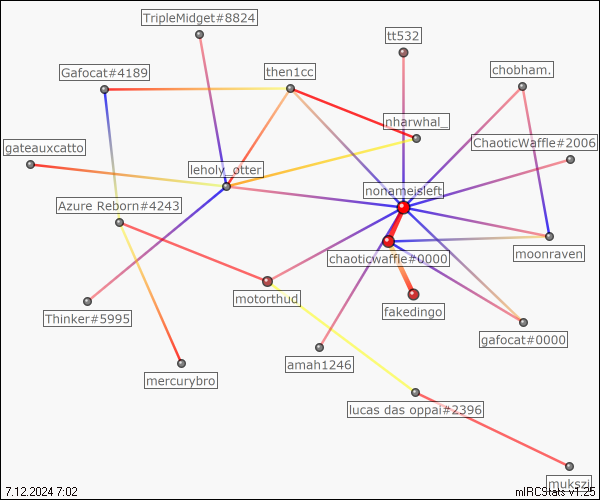 TripleMidget#8824
tt532
Gafocat#4189
then1cc
chobham.
nharwhal_
ChaoticWaffle#2006
gateauxcatto
leholy_otter
nonameisleft
Azure Reborn#4243
chaoticwaffle#0000
moonraven
motorthud
fakedingo
Thinker#5995
gafocat#0000
amah1246
mercurybro
lucas das oppai#2396
mukszi
7.12.2024 7:02
mIRCStats v1.25